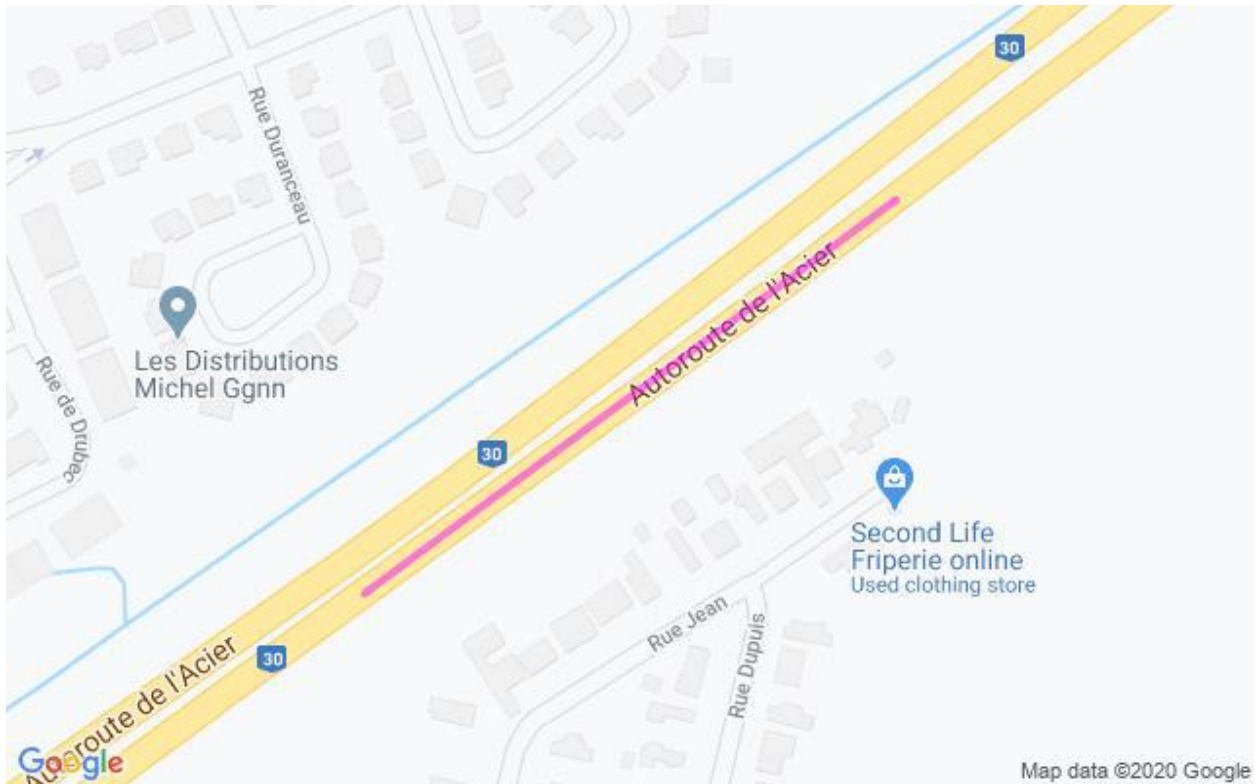 30
Rue Duranceau
Autoroute de l'Acier
Les Distributions
Michel Ggnn
Rue de Drubec
30
Second Life
Friperie online
Used clothing store
Rue Jean
Rue Dupuis
30
Autoroute de l'Acier
Google
Map data ©2020 Google